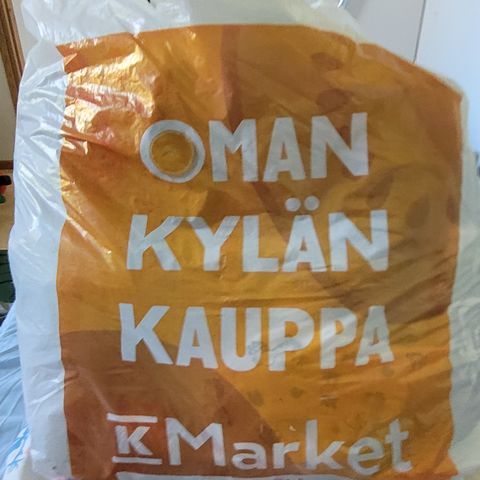 OMAN
KYLÄN
KAUPPA
K Market